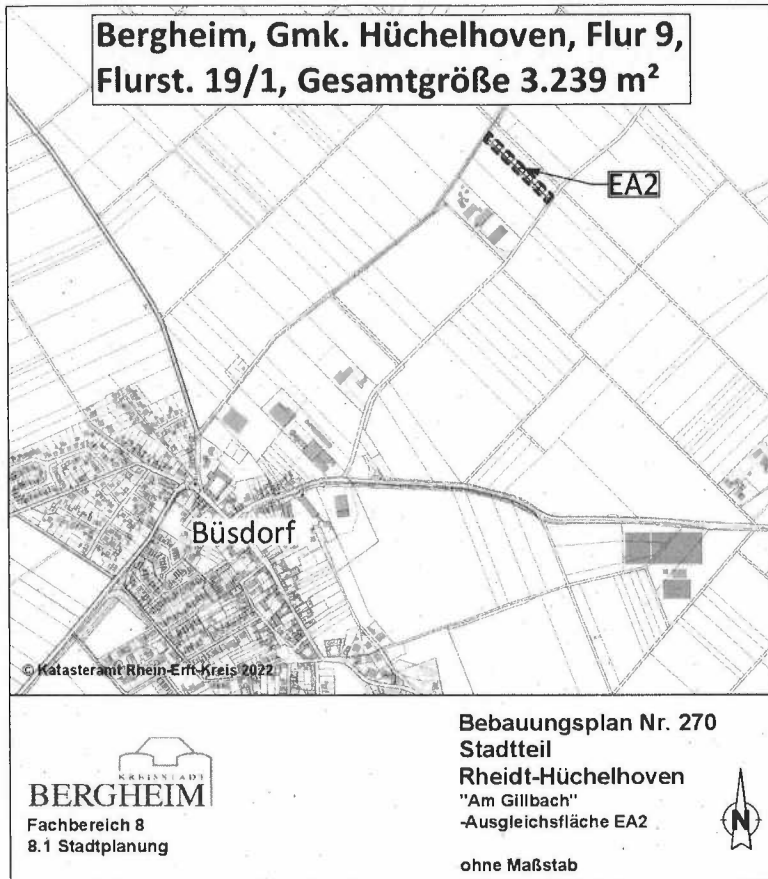 Bergheim, Gmk. Hüchelhoven, Flur 9,
Flurst. 19/1, Gesamtgröße 3.239 m²
EA2
Büsdorf
© Katasteramt Rhein-Erft-Kreis 2022
KREISSTADT
BERGHEIM
Fachbereich 8
8.1 Stadtplanung
Bebauungsplan Nr. 270
Stadtteil
Rheidt-Hüchelhoven
"Am Gillbach"
-Ausgleichsfläche EA2
N
ohne Maßstab